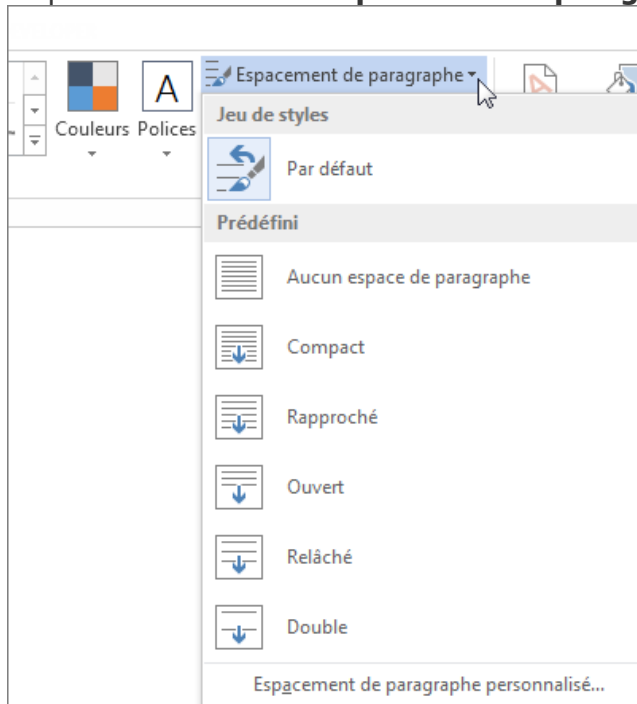 Espacement de paragraphe
A
Couleurs Polices
Jeu de styles
Par défaut
Prédéfini
Aucun espace de paragraphe
Compact
Rapproché
Ouvert
Relâché
Double
Espacement de paragraphe personnalisé...